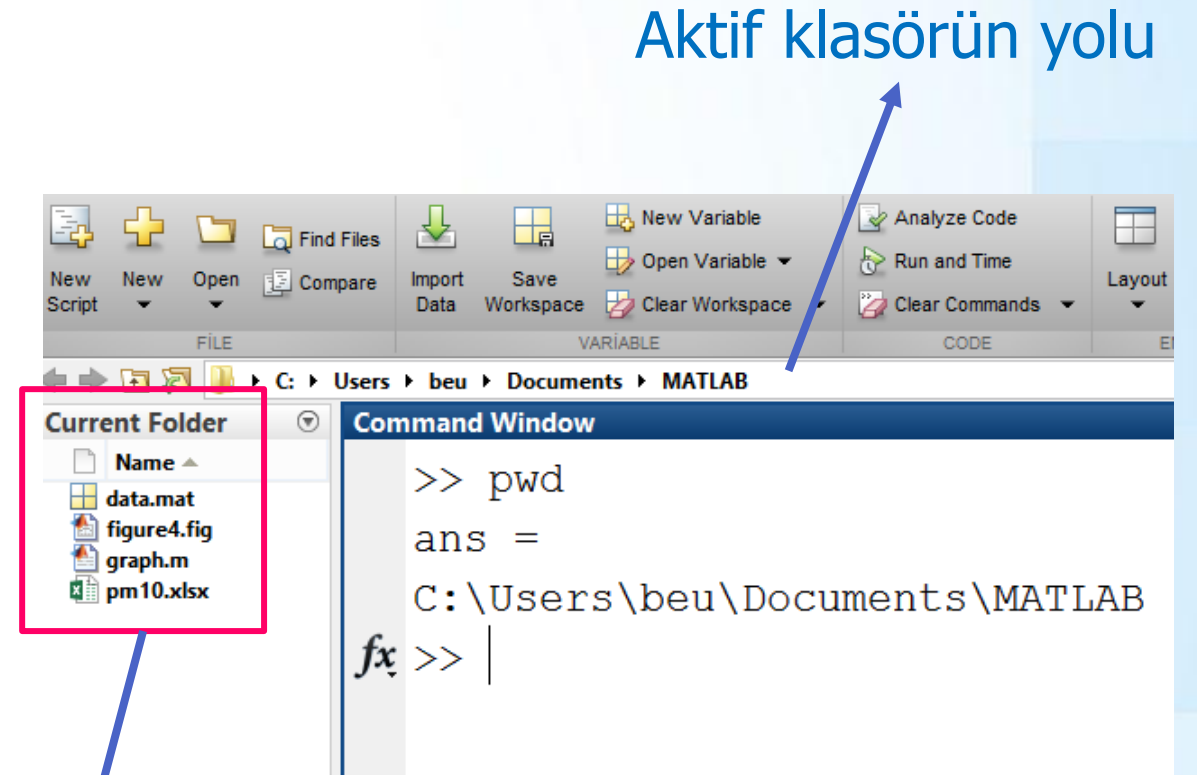 Aktif klasörün yolu
New Script
New
Open
Find Files
Compare
Import Data
Save Workspace
New Variable
Open Variable
Clear Workspace
Analyze Code
Run and Time
Clear Commands
Layout
FİLE
VARİABLE
CODE
C: Users beu Documents MATLAB
Current Folder
Name
data.mat
figure4.fig
graph.m
pm10.xlsx
Command Window
>> pwd
ans =
C:\Users\beu\Documents\MATLAB
fx >>